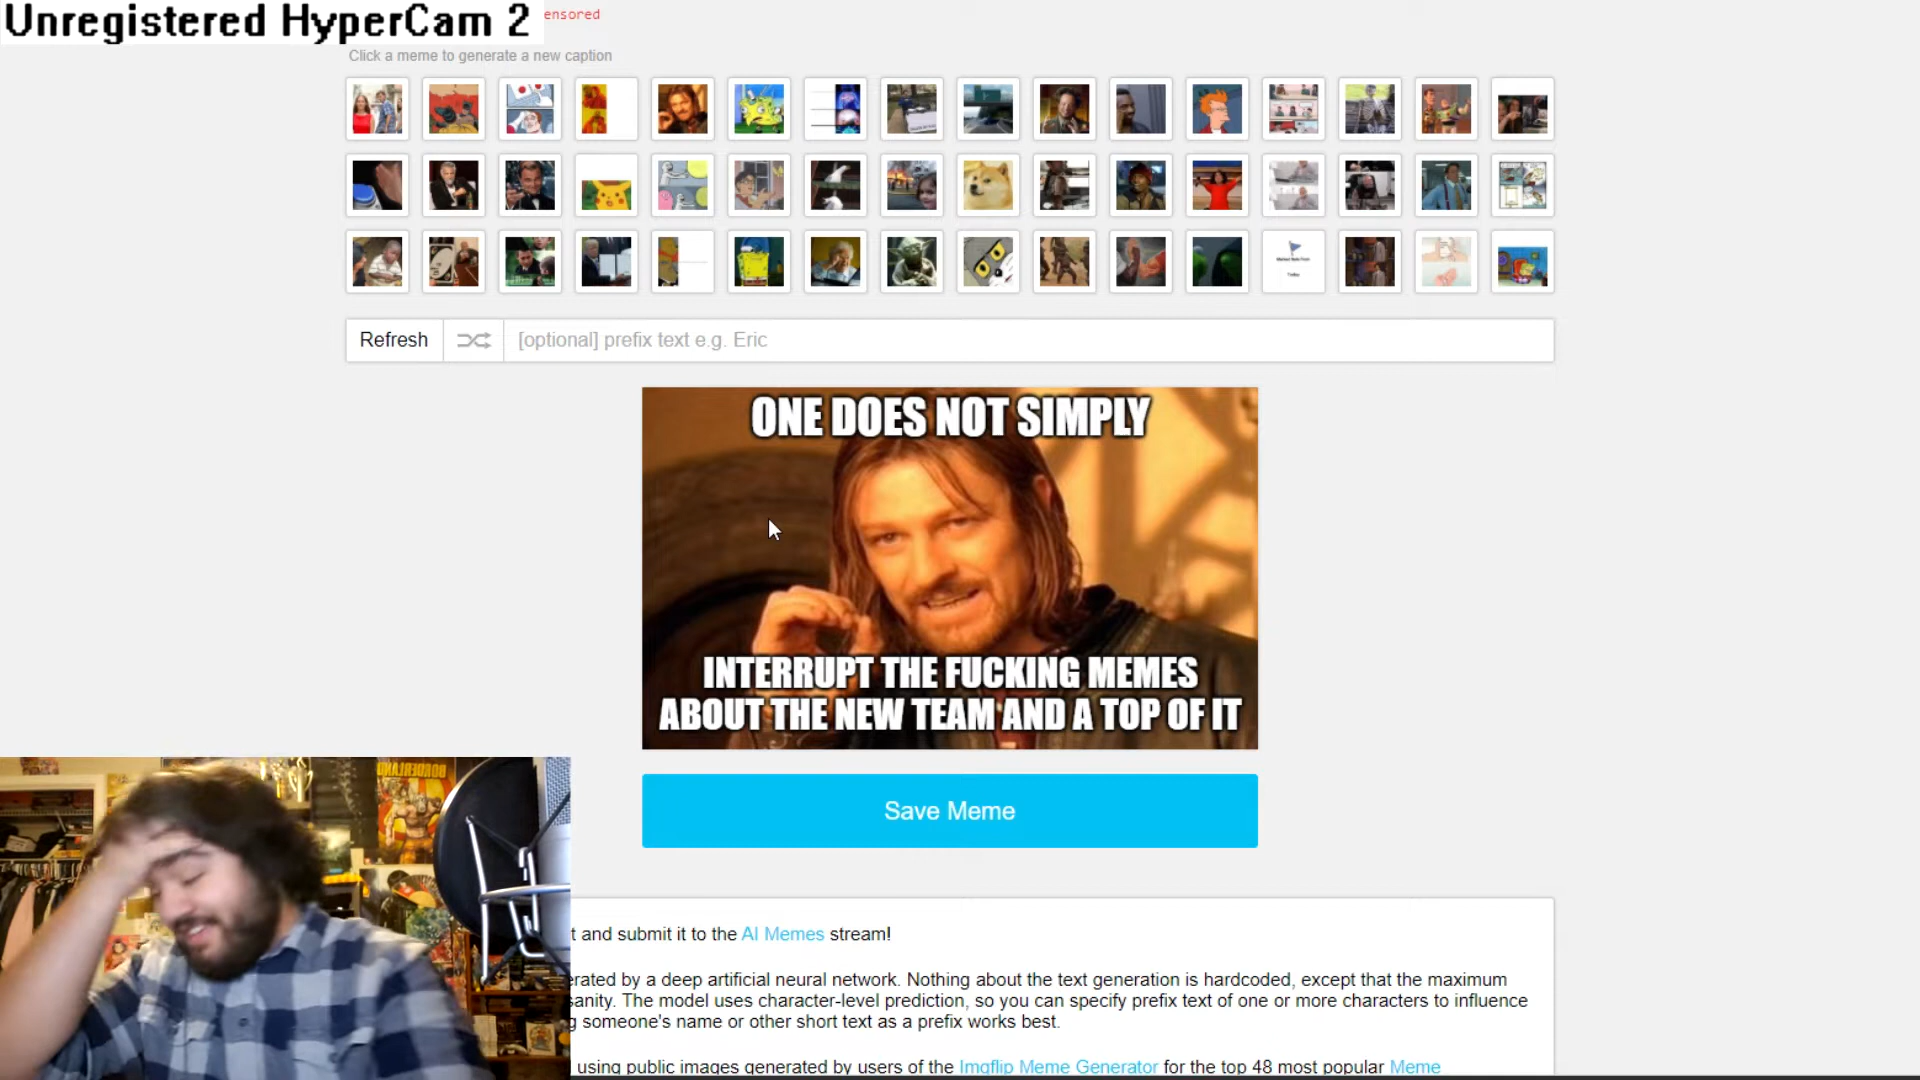 Unregistered HyperCam 2
ensored
Click a meme to generate a new caption
Refresh
[optional] prefix text e.g. Eric
ONE DOES NOT SIMPLY
INTERRUPT THE FUCKING MEMES
ABOUT THE NEW TEAM AND A TOP OF IT
Save Meme
BORDERLAND
t and submit it to the AI Memes stream!
erated by a deep artificial neural network. Nothing about the text generation is hardcoded, except that the maximum
sanity. The model uses character-level prediction, so you can specify prefix text of one or more characters to influence
g someone's name or other short text as a prefix works best.
using public images generated by users of the Imgflip Meme Generator for the top 48 most popular Meme